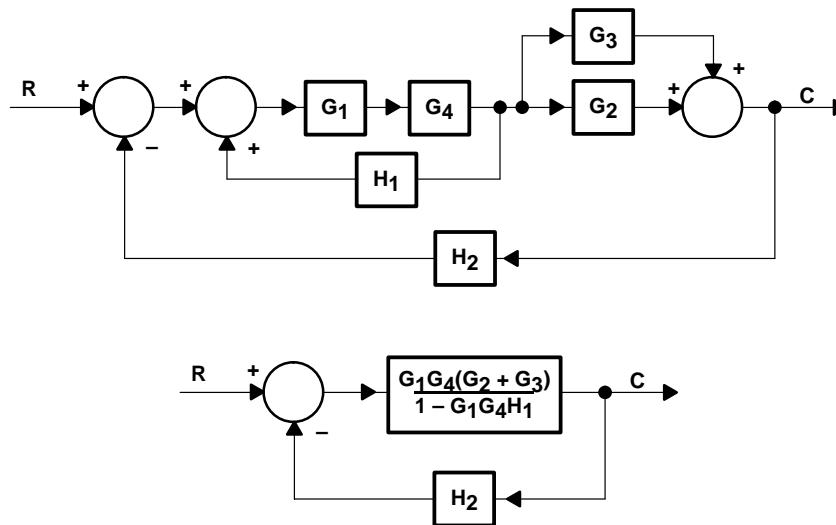 G3
+
R + + G1 G4 + G2 C
− + H1
H2
R + G1G4(G2 + G3) C
1 − G1G4H1
−
H2